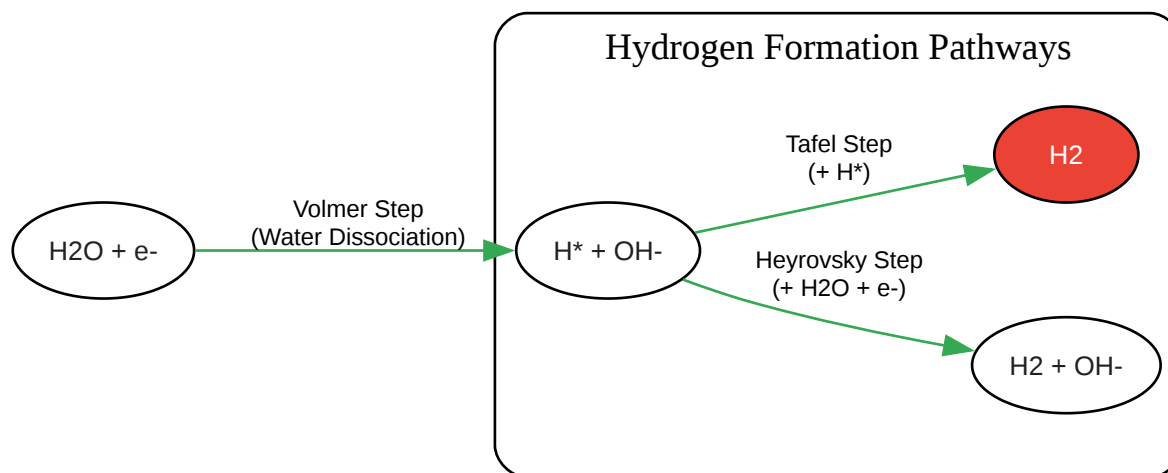 Hydrogen Formation Pathways
H2O + e-
Volmer Step
(Water Dissociation)
H* + OH-
Tafel Step
(+ H*)
H2
Heyrovsky Step
(+ H2O + e-)
H2 + OH-